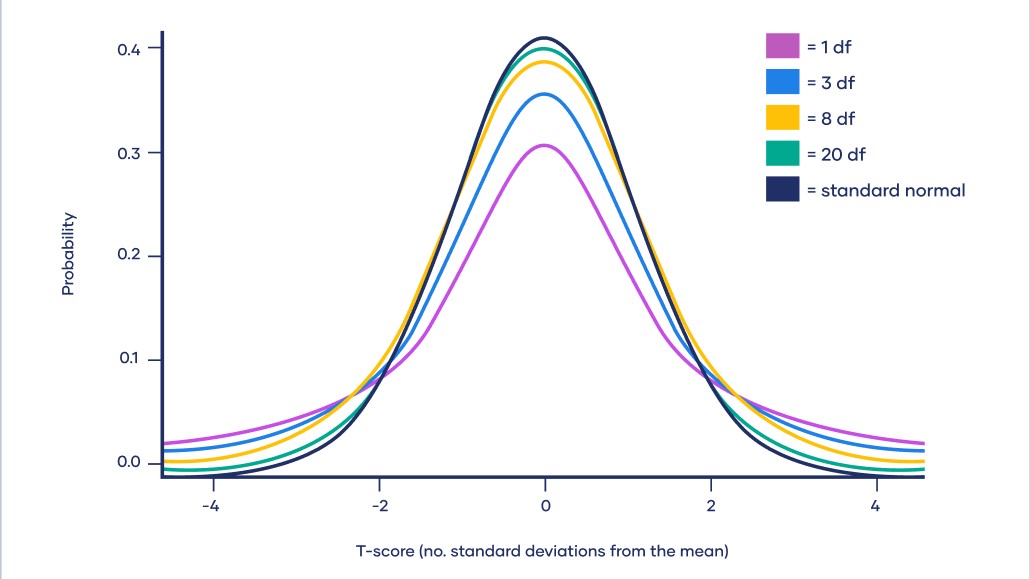 0.4
0.3
0.2
0.1
0.0
Probability
-4
-2
0
2
4
T-score (no. standard deviations from the mean)
= 1 df
= 3 df
= 8 df
= 20 df
= standard normal